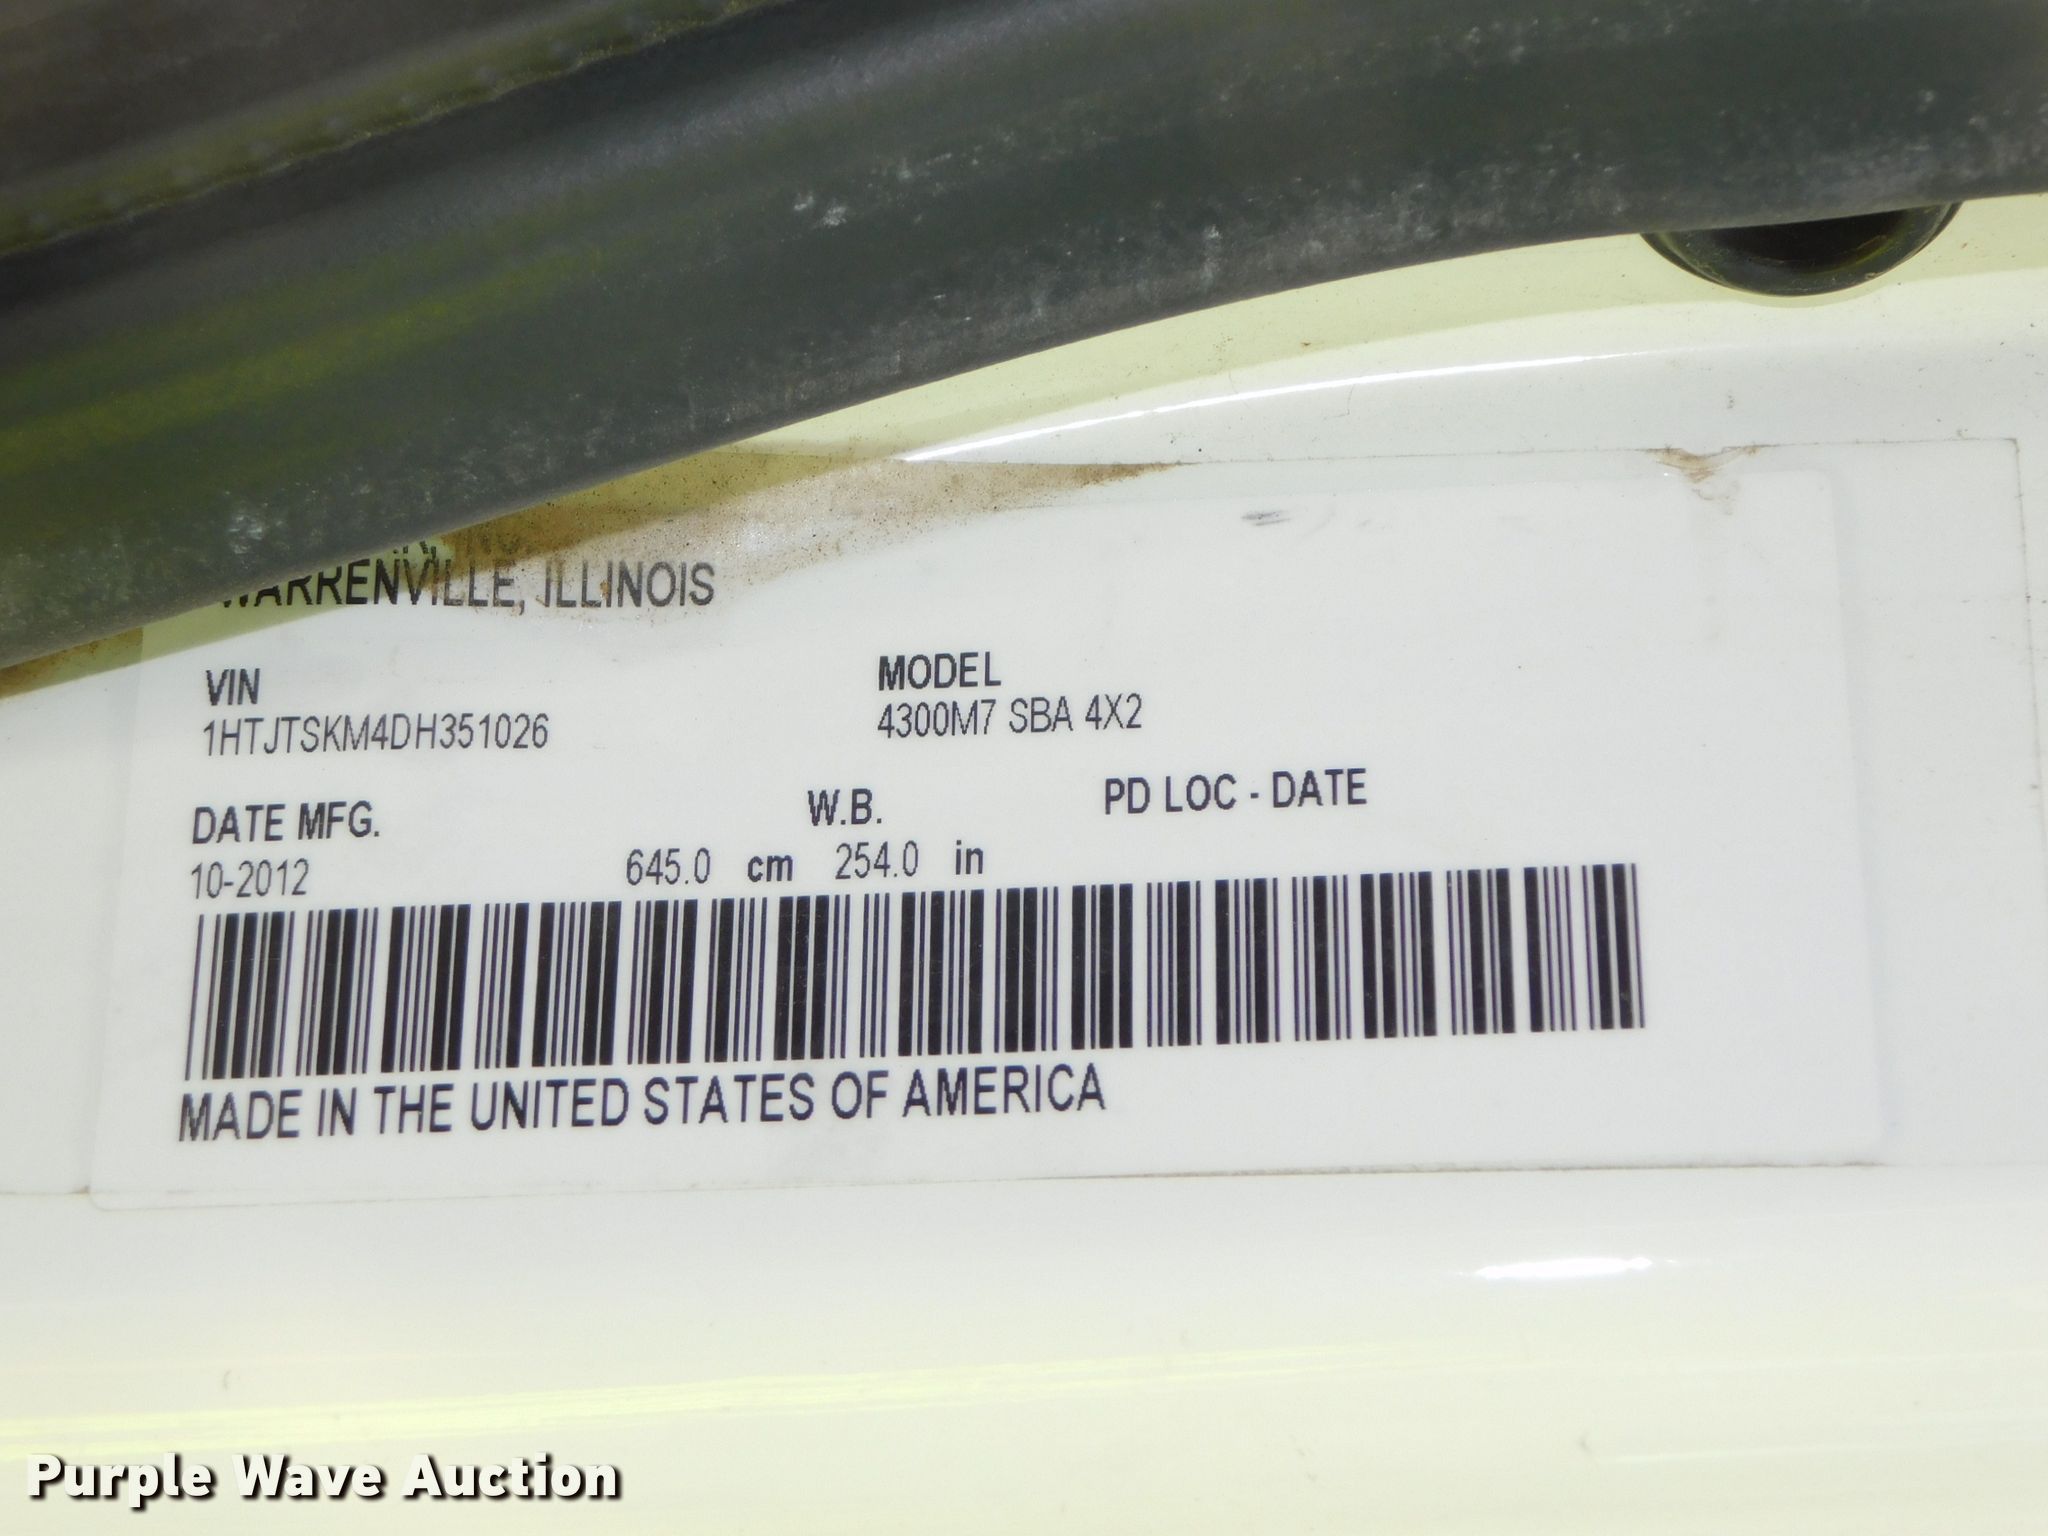 INC.
WARRENVILLE, ILLINOIS
VIN
1HTJTSKM4DH351026
MODEL
4300M7 SBA 4X2
DATE MFG.
10-2012
W.B.
645.0 cm 254.0 in
PD LOC - DATE
MADE IN THE UNITED STATES OF AMERICA
Purple Wave Auction